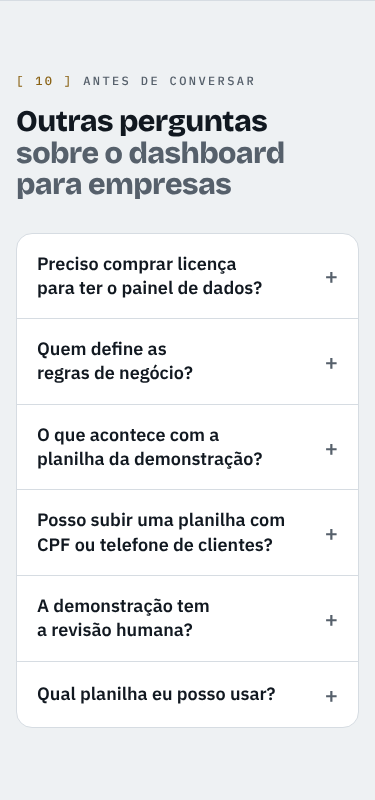 [ 10 ] ANTES DE CONVERSAR
Outras perguntas
sobre o dashboard
para empresas
Preciso comprar licença
para ter o painel de dados?
+
Quem define as
regras de negócio?
+
O que acontece com a
planilha da demonstração?
+
Posso subir uma planilha com
CPF ou telefone de clientes?
+
A demonstração tem
a revisão humana?
+
Qual planilha eu posso usar?
+